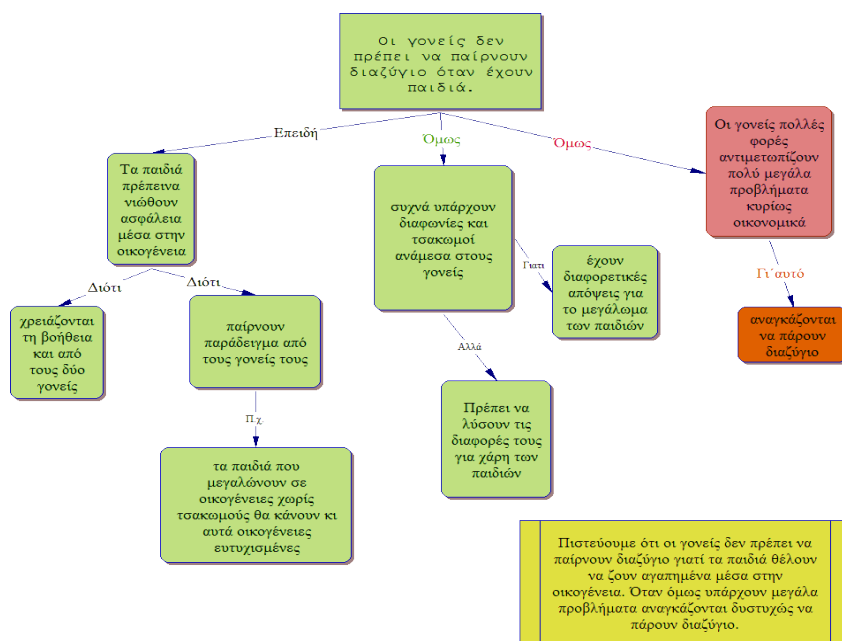 Οι γονείς δεν
πρέπει να παίρνουν
διαζύγιο όταν έχουν
παιδιά.
Επειδή
Όμως
Όμως
Τα παιδιά
πρέπεινα
νιώθουν
ασφάλεια
μέσα στην
οικογένεια
συχνά υπάρχουν
διαφωνίες και
τσακωμοί
ανάμεσα στους
γονείς
Οι γονείς πολλές
φορές
αντιμετωπίζουν
πολύ μεγάλα
προβλήματα
κυρίως
οικονομικά
Διότι
Διότι
Γιατι
Γι΄αυτό
χρειάζονται
τη βοήθεια
και από
τους δύο
γονείς
παίρνουν
παράδειγμα από
τους γονείς τους
έχουν
διαφορετικές
απόψεις για
το μεγάλωμα
των παιδιών
αναγκάζονται
να πάρουν
διαζύγιο
Αλλά
Π.χ.
Πρέπει να
λύσουν τις
διαφορές τους
για χάρη των
παιδιών
τα παιδιά που
μεγαλώνουν σε
οικογένειες χωρίς
τσακωμούς θα κάνουν κι
αυτά οικογένειες
ευτυχισμένες
Πιστεύουμε ότι οι γονείς δεν πρέπει να
παίρνουν διαζύγιο γιατί τα παιδιά θέλουν
να ζουν αγαπημένα μέσα στην
οικογένεια. Όταν όμως υπάρχουν μεγάλα
προβλήματα αναγκάζονται δυστυχώς να
πάρουν διαζύγιο.